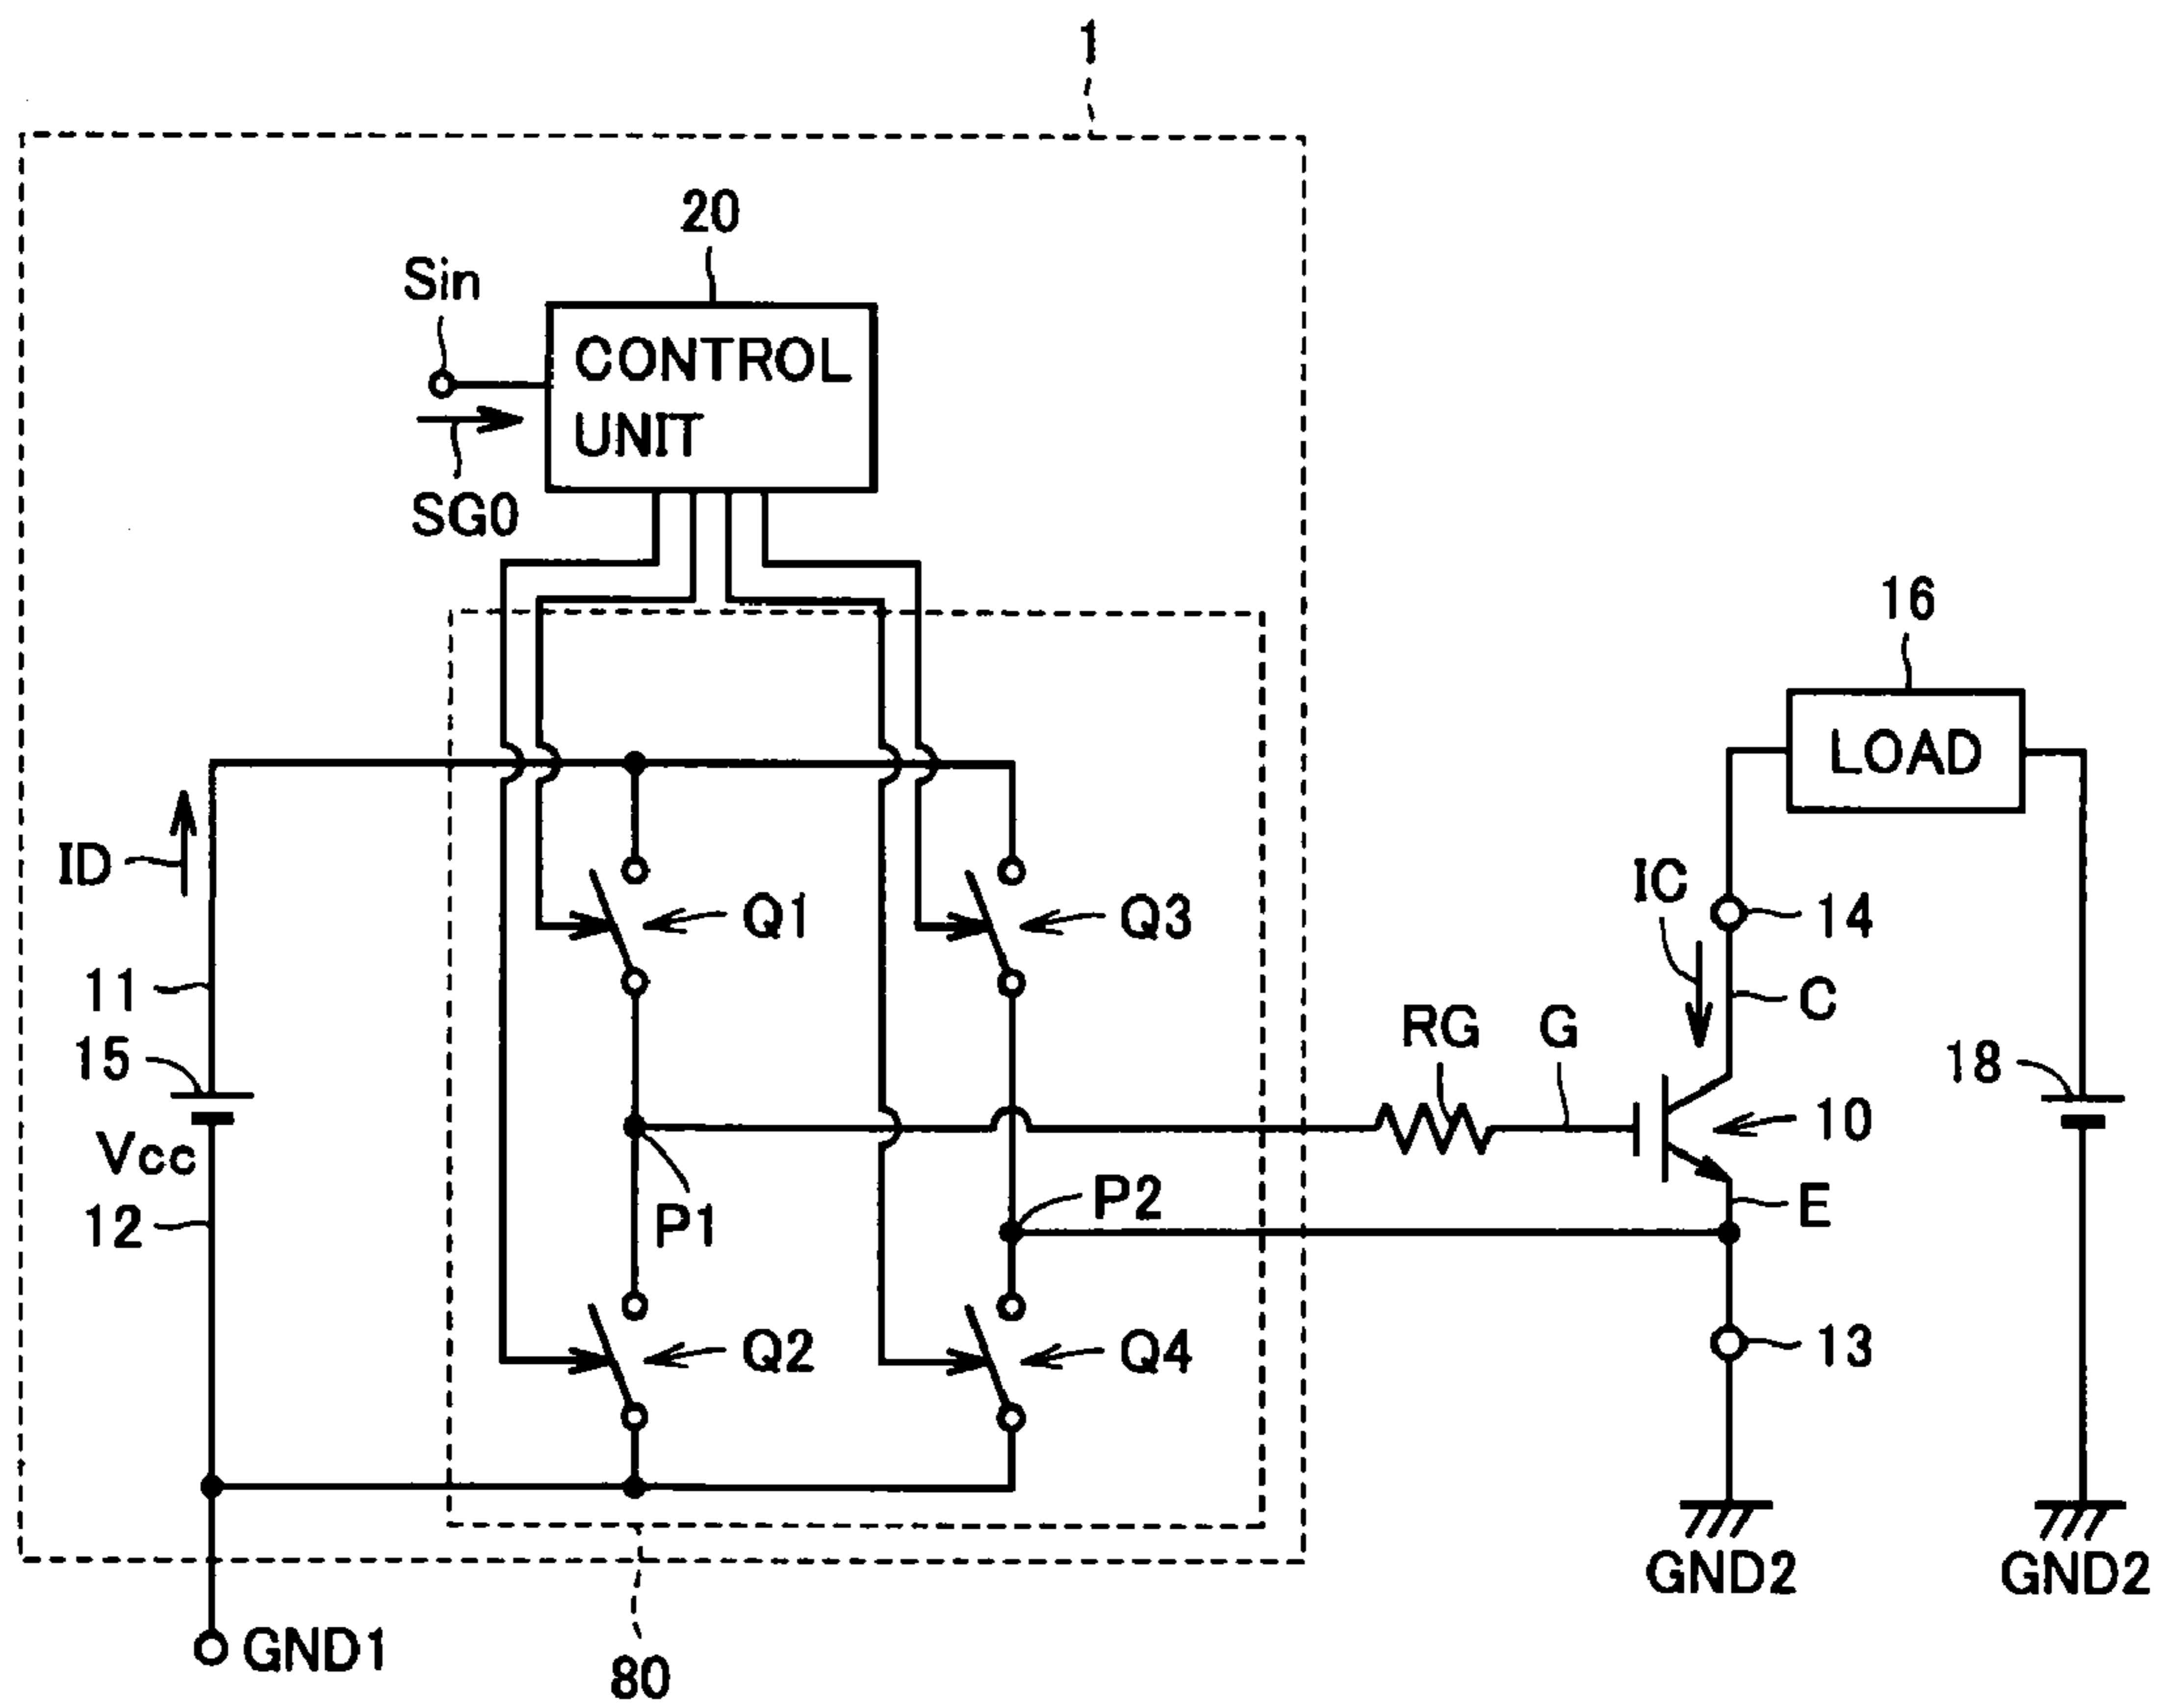 1
20
Sin
CONTROL
UNIT
SG0
16
LOAD
ID
Q1
Q3
IC
14
11
C
RG
G
15
18
10
Vcc
P1
P2
E
12
Q2
Q4
13
GND2
GND2
GND1
80